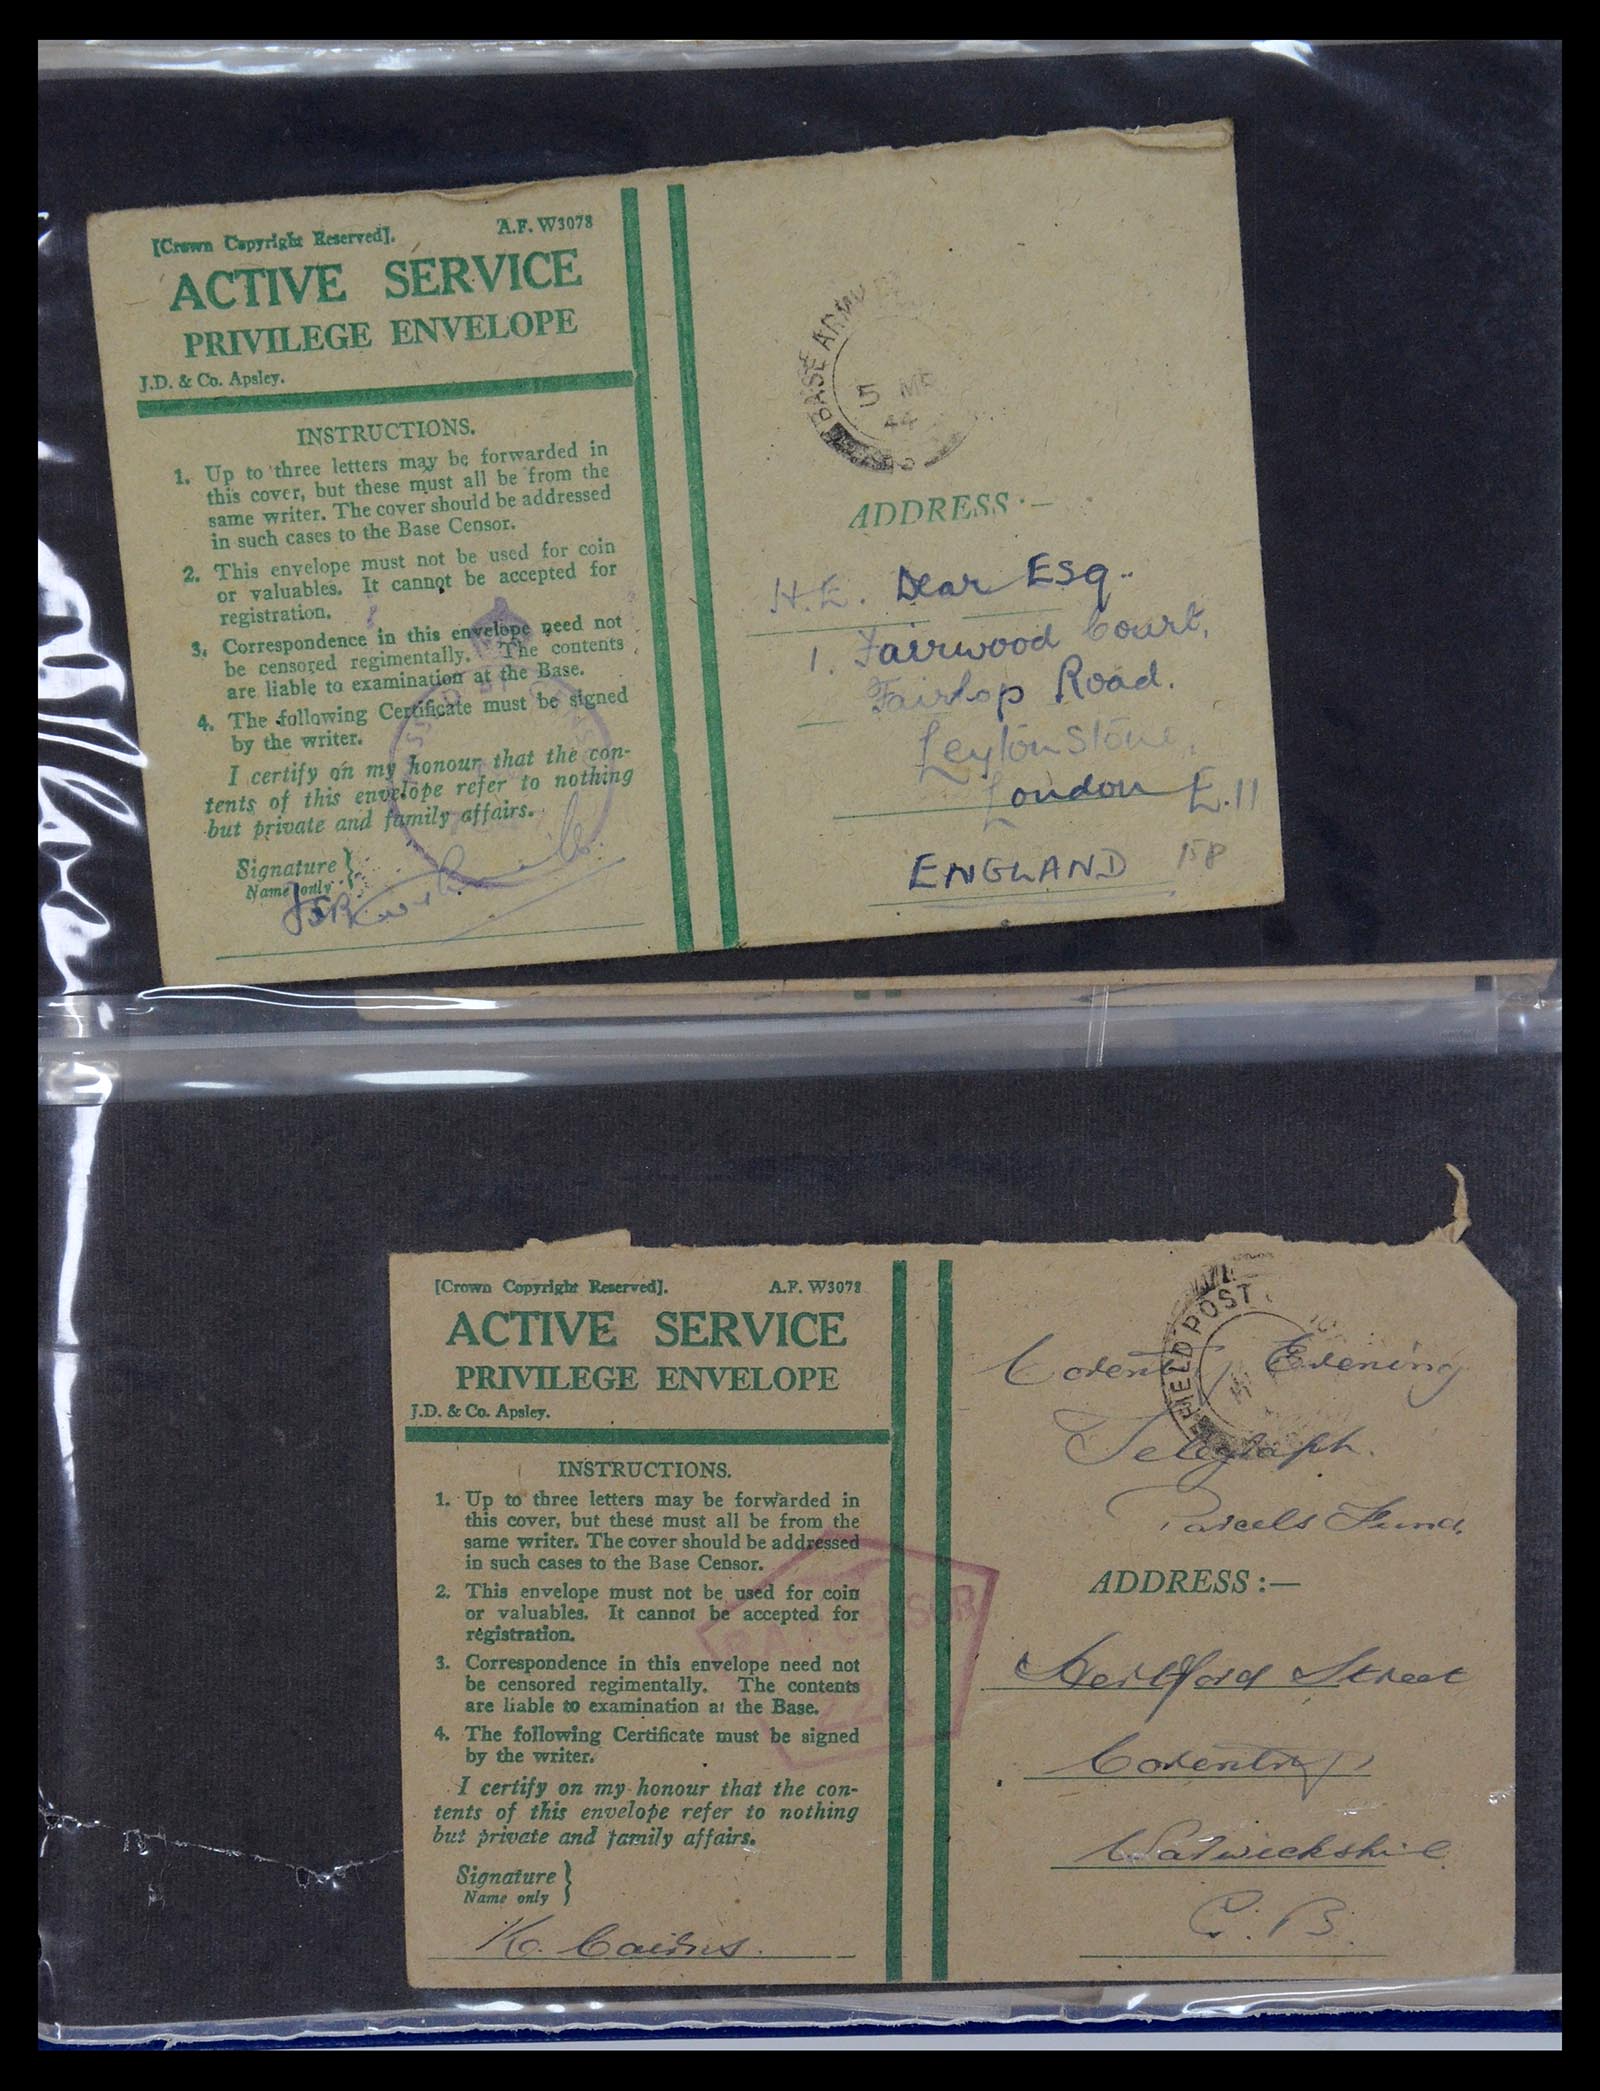 [Crown Copyright Reserved]. A.F. W3078
ACTIVE SERVICE
PRIVILEGE ENVELOPE
J.D. & Co. Apsley.
INSTRUCTIONS.
1. Up to three letters may be forwarded in
this cover, but these must all be from the
same writer. The cover should be addressed
in such cases to the Base Censor.
2. This envelope must not be used for coin
or valuables. It cannot be accepted for
registration.
3. Correspondence in this envelope need not
be censored regimentally. The contents
are liable to examination at the Base.
4. The following Certificate must be signed
by the writer.
I certify on my honour that the con-
tents of this envelope refer to nothing
but private and family affairs.
Signature }
Name only
BASE ARMY
5
44
ADDRESS :—
H.E. Dear Esq..
1. Fairwood Court,
Fairlop Road.
Leytonstone,
London E.11
ENGLAND 158
[Crown Copyright Reserved]. A.F. W3078
ACTIVE SERVICE
PRIVILEGE ENVELOPE
J.D. & Co. Apsley.
INSTRUCTIONS.
1. Up to three letters may be forwarded in
this cover, but these must all be from the
same writer. The cover should be addressed
in such cases to the Base Censor.
2. This envelope must not be used for coin
or valuables. It cannot be accepted for
registration.
3. Correspondence in this envelope need not
be censored regimentally. The contents
are liable to examination at the Base.
4. The following Certificate must be signed
by the writer.
I certify on my honour that the con-
tents of this envelope refer to nothing
but private and family affairs.
Signature }
Name only
K. Cairns.
R.A.F. CENSOR
224
FIELD POST
Coventry Evening
Telegraph.
Parcels Fund.
ADDRESS :—
Hertford Street
Coventry,
Warwickshire
G.B.